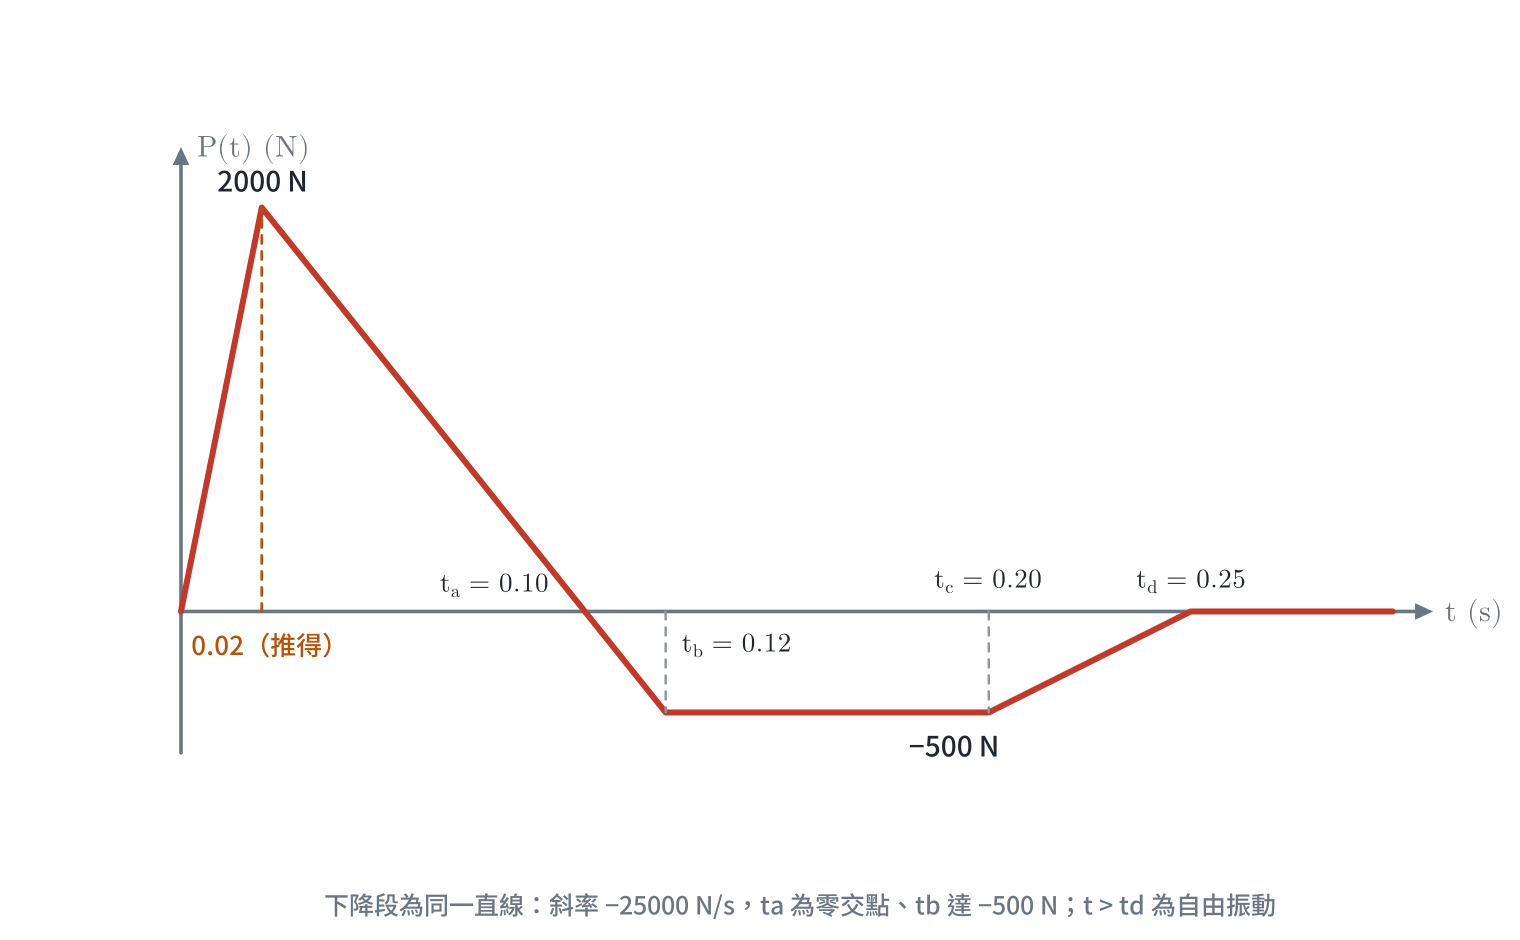 P(t) (N)
2000 N
tₐ = 0.10
t_c = 0.20
t_d = 0.25
t (s)
0.02（推得）
t_b = 0.12
−500 N
下降段為同一直線：斜率 −25000 N/s，ta 為零交點、tb 達 −500 N；t > td 為自由振動